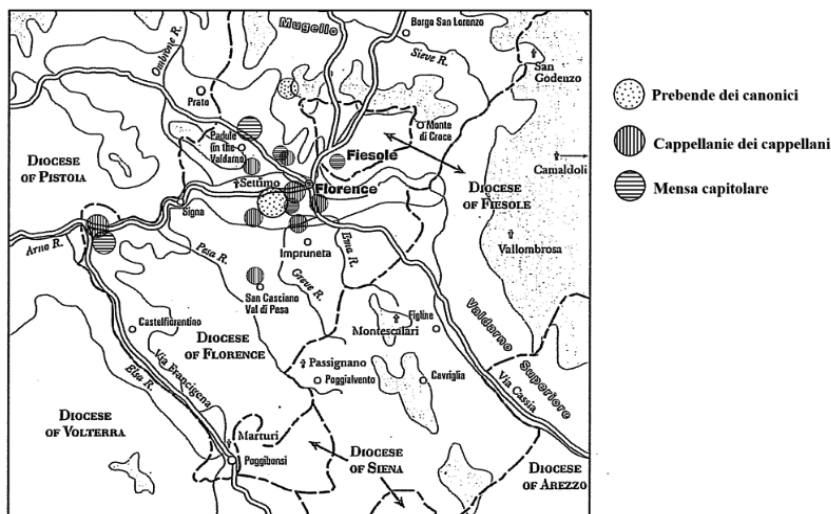 Mugello
Borgo San Lorenzo
Ombrone R.
Sieve R.
San
Godenzo
Prato
Prebende dei canonici
Padule
(in the
Valdarno)
Monte
di Croce
Cappellanie dei cappellani
DIOCESE
OF PISTOIA
Fiesole
Camaldoli
Settimo
Florence
DIOCESE
OF FIESOLE
Mensa capitolare
Signa
Arno R.
Pesa R.
Impruneta
Ema R.
Vallombrosa
Greve R.
San Casciano
Val di Pesa
Castelfiorentino
Figline
Montescalari
DIOCESE
OF FLORENCE
Valdarno
Superiore
Elsa R.
Via Francigena
Passignano
Poggialvento
Cavriglia
Via Cassia
DIOCESE
OF VOLTERRA
Marturi
Poggibonsi
DIOCESE
OF SIENA
DIOCESE
OF AREZZO